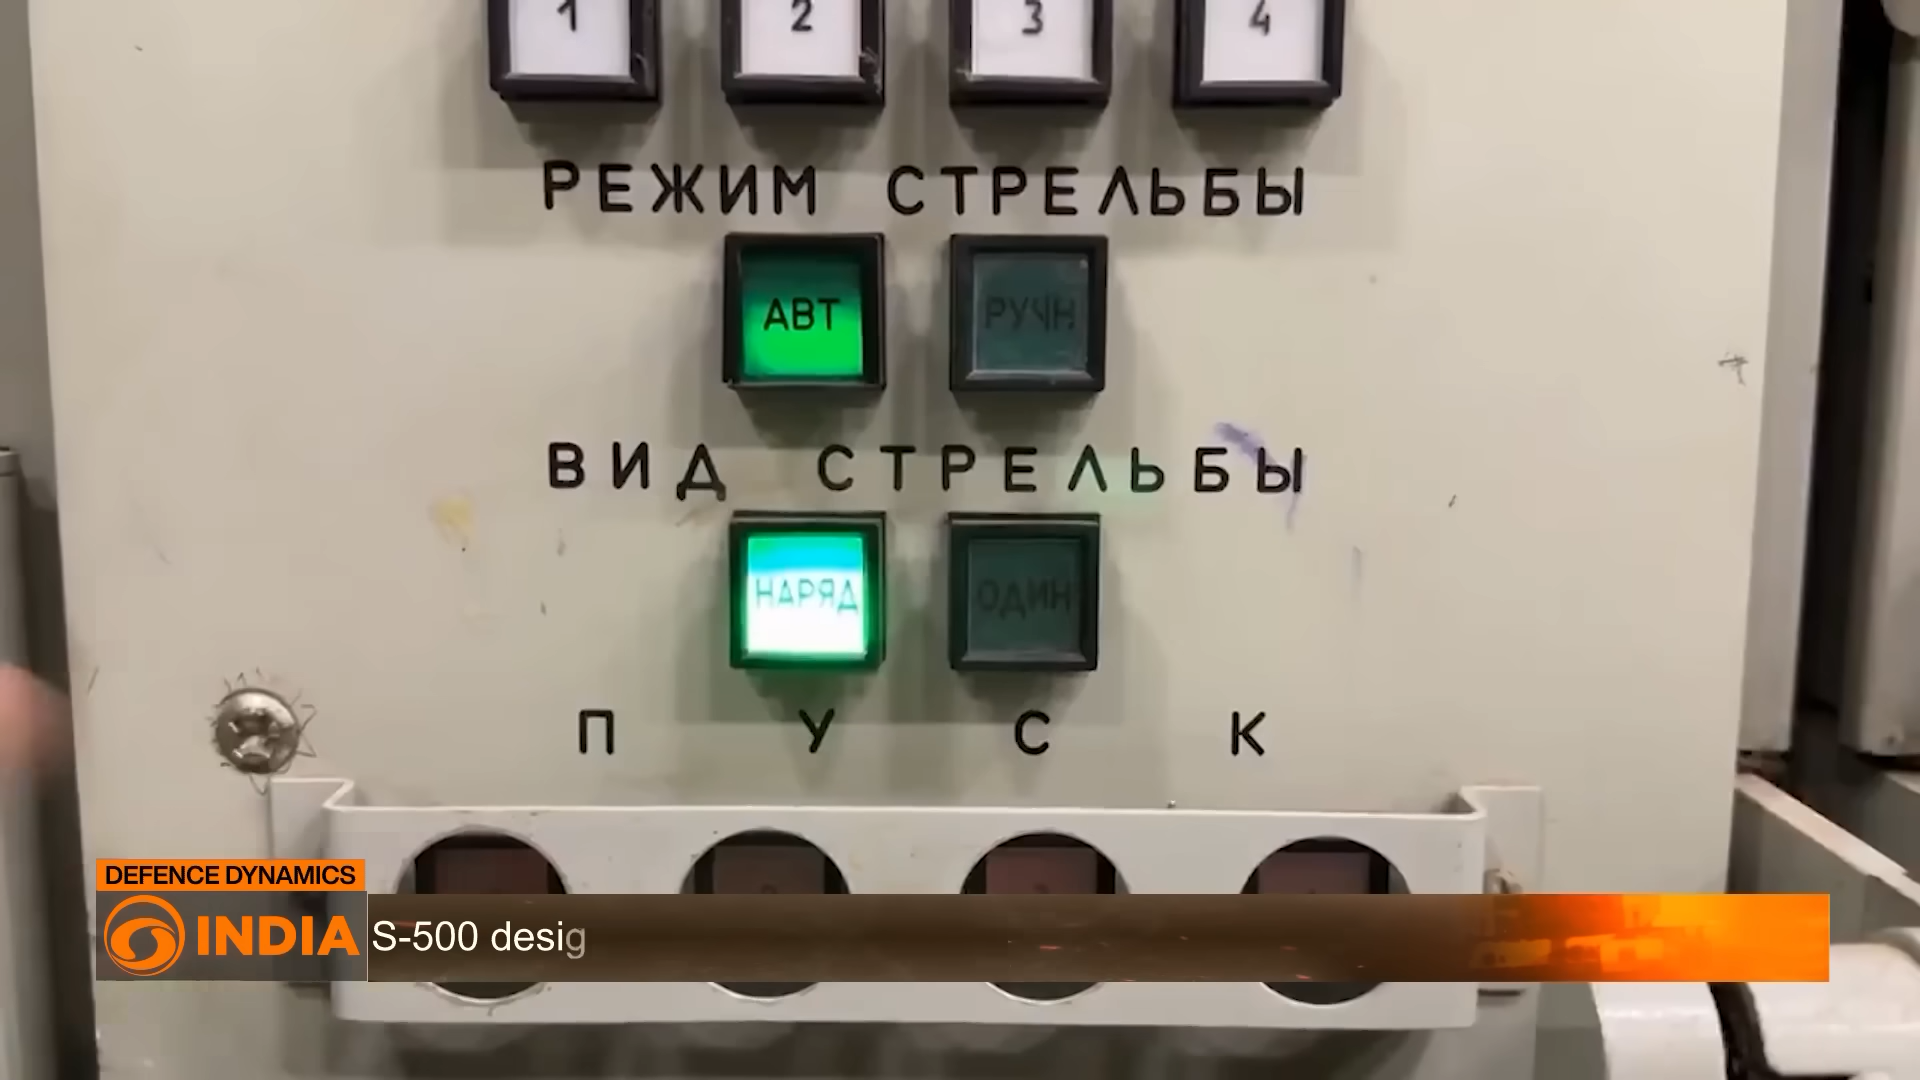 1 2 3 4
РЕЖИМ СТРЕЛЬБЫ
АВТ РУЧН
ВИД СТРЕЛЬБЫ
НАРЯД ОДИН
П У С К
DEFENCE DYNAMICS
INDIA
S-500 desig